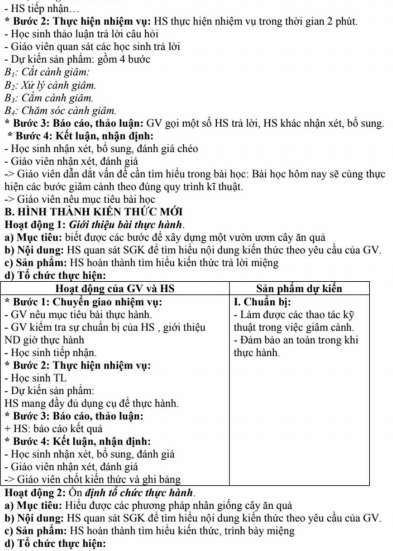 - HS tiếp nhận…
* Bước 2: Thực hiện nhiệm vụ: HS thực hiện nhiệm vụ trong thời gian 2 phút.
- Học sinh thảo luận trả lời câu hỏi
- Giáo viên quan sát các học sinh trả lời
- Dự kiến sản phẩm: gồm 4 bước
B₁: Cắt cành giâm:
B₂: Xử lý cành giâm.
B₃: Cắm cành giâm.
B₄: Chăm sóc cành giâm.
* Bước 3: Báo cáo, thảo luận: GV gọi một số HS trả lời, HS khác nhận xét, bổ sung.
* Bước 4: Kết luận, nhận định:
- Học sinh nhận xét, bổ sung, đánh giá chéo
- Giáo viên nhận xét, đánh giá
-> Giáo viên dẫn dắt vấn đề cần tìm hiểu trong bài học: Bài học hôm nay sẽ cùng thực
hiện các bước giâm cành theo đúng quy trình kĩ thuật.
-> Giáo viên nêu mục tiêu bài học
B. HÌNH THÀNH KIẾN THỨC MỚI
Hoạt động 1: Giới thiệu bài thực hành.
a) Mục tiêu: biết được các bước để xây dựng một vườn ươm cây ăn quả
b) Nội dung: HS quan sát SGK để tìm hiểu nội dung kiến thức theo yêu cầu của GV.
c) Sản phẩm: HS hoàn thành tìm hiểu kiến thức trả lời miệng
d) Tổ chức thực hiện:
Hoạt động của GV và HS
* Bước 1: Chuyển giao nhiệm vụ:
- GV nêu mục tiêu bài thực hành.
- GV kiểm tra sự chuẩn bị của HS , giới thiệu
ND giờ thực hành
- Học sinh tiếp nhận.
* Bước 2: Thực hiện nhiệm vụ:
- Học sinh TL
- Dự kiến sản phẩm:
HS mang đầy đủ dụng cụ để thực hành.
* Bước 3: Báo cáo, thảo luận:
+ HS: báo cáo kết quả
* Bước 4: Kết luận, nhận định:
- Học sinh nhận xét, bổ sung, đánh giá
- Giáo viên nhận xét, đánh giá
-> Giáo viên chốt kiến thức và ghi bảng
Sản phẩm dự kiến
I. Chuẩn bị:
- Làm được các thao tác kỹ
thuật trong việc giâm cành.
- Đảm bảo an toàn trong khi
thực hành.
Hoạt động 2: Ổn định tổ chức thực hành.
a) Mục tiêu: Hiểu được các phương pháp nhân giống cây ăn quả
b) Nội dung: HS quan sát SGK để tìm hiểu nội dung kiến thức theo yêu cầu của GV.
c) Sản phẩm: HS hoàn thành tìm hiểu kiến thức, trình bày miệng
d) Tổ chức thực hiện: